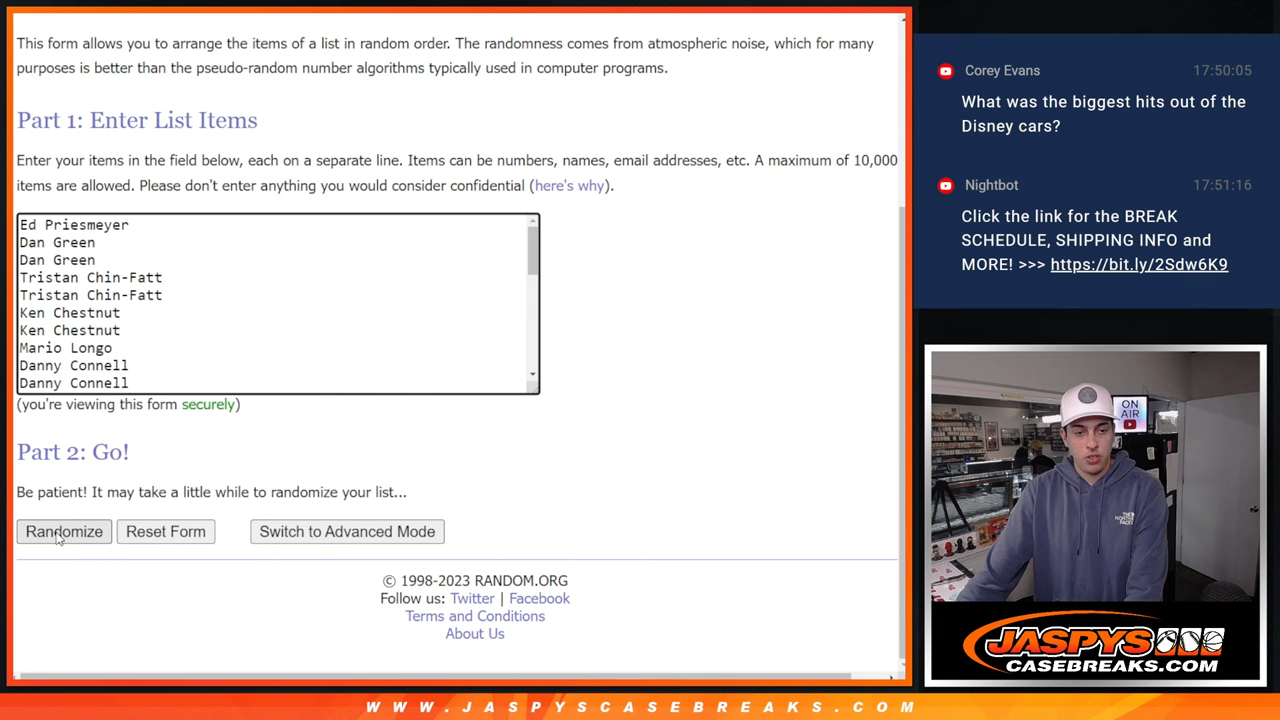 This form allows you to arrange the items of a list in random order. The randomness comes from atmospheric noise, which for many
purposes is better than the pseudo-random number algorithms typically used in computer programs.
Part 1: Enter List Items
Enter your items in the field below, each on a separate line. Items can be numbers, names, email addresses, etc. A maximum of 10,000
items are allowed. Please don't enter anything you would consider confidential (here's why).
Ed Priesmeyer
Dan Green
Dan Green
Tristan Chin-Fatt
Tristan Chin-Fatt
Ken Chestnut
Ken Chestnut
Mario Longo
Danny Connell
Danny Connell
(you're viewing this form securely)
Part 2: Go!
Be patient! It may take a little while to randomize your list...
Randomize
Reset Form
Switch to Advanced Mode
© 1998-2023 RANDOM.ORG
Follow us: Twitter | Facebook
Terms and Conditions
About Us
Corey Evans 17:50:05
What was the biggest hits out of the
Disney cars?
Nightbot 17:51:16
Click the link for the BREAK
SCHEDULE, SHIPPING INFO and
MORE! >>> https://bit.ly/2Sdw6K9
ON
AIR
THE
NORTH
FACE
JASPYS
CASEBREAKS.COM
WWW.JASPYSCASEBREAKS.COM